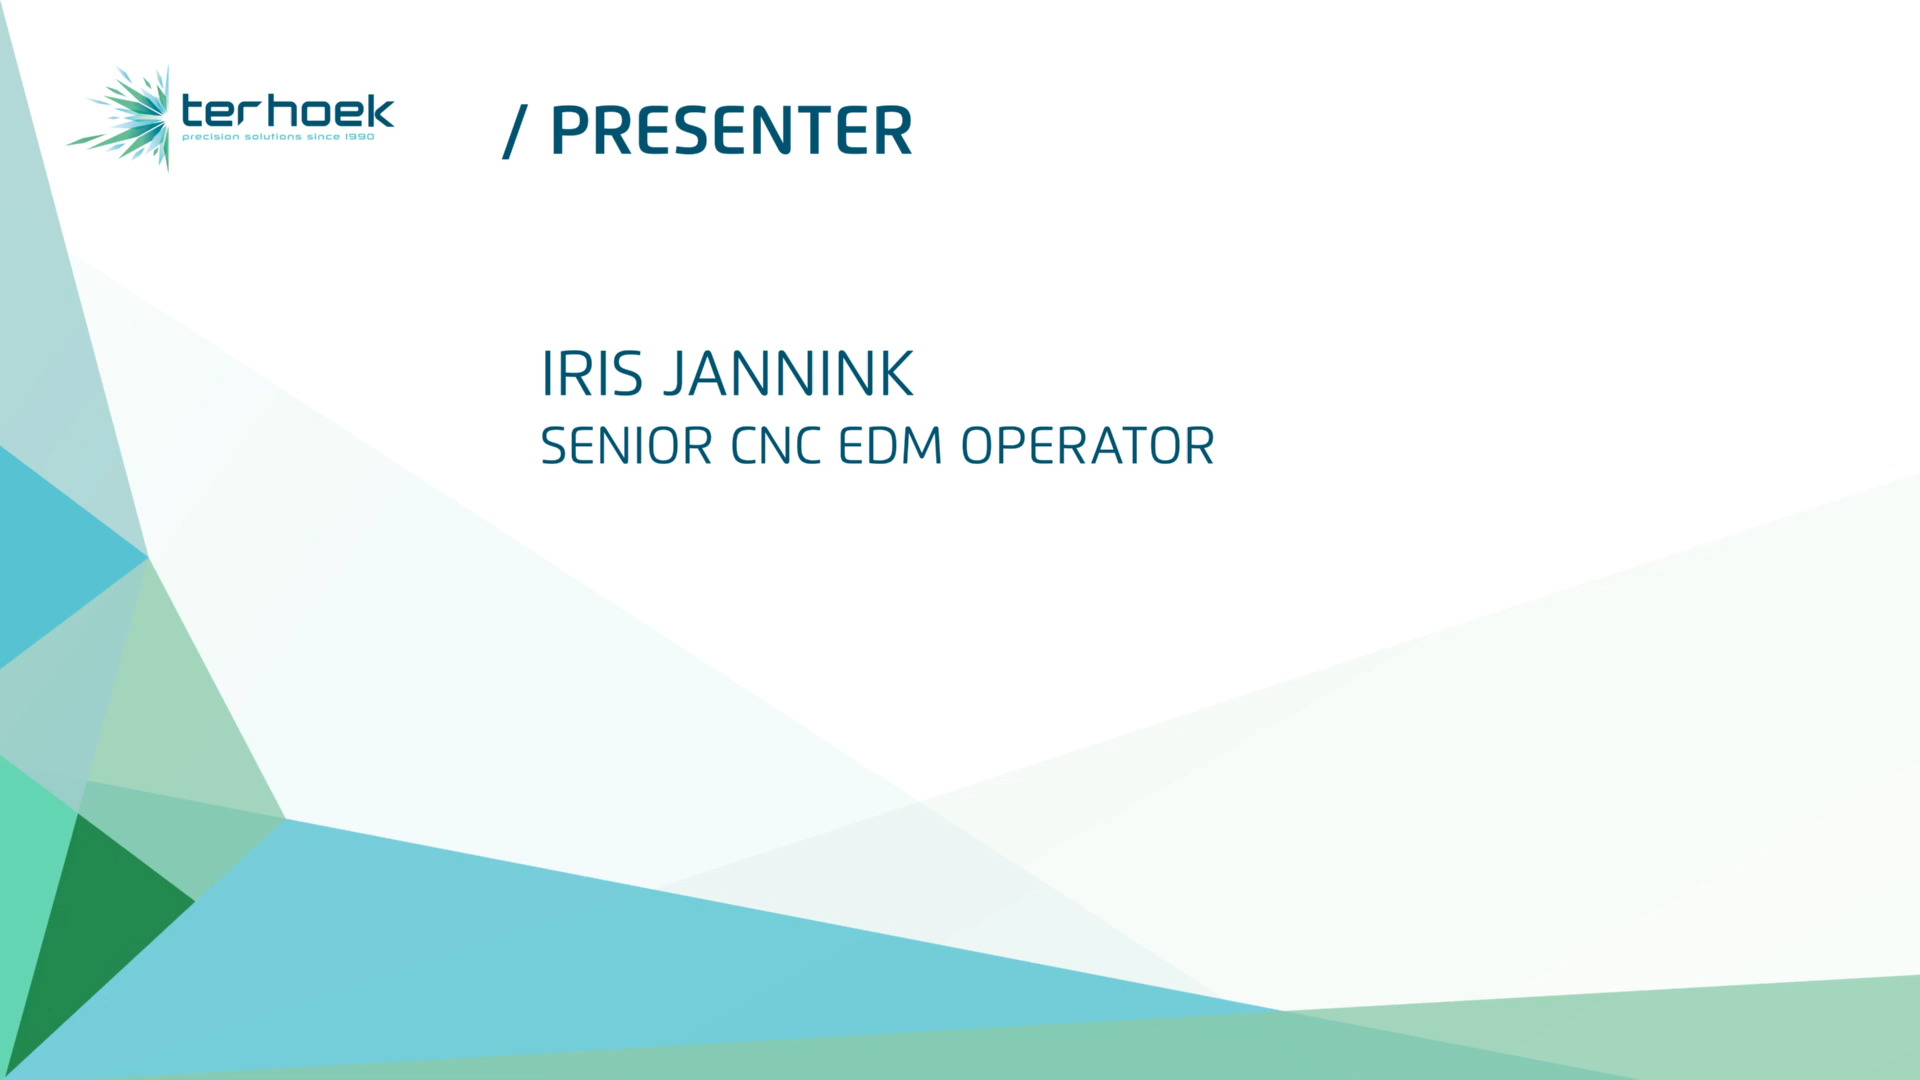 terhoek
precision solutions since 1990
/ PRESENTER
IRIS JANNINK
SENIOR CNC EDM OPERATOR